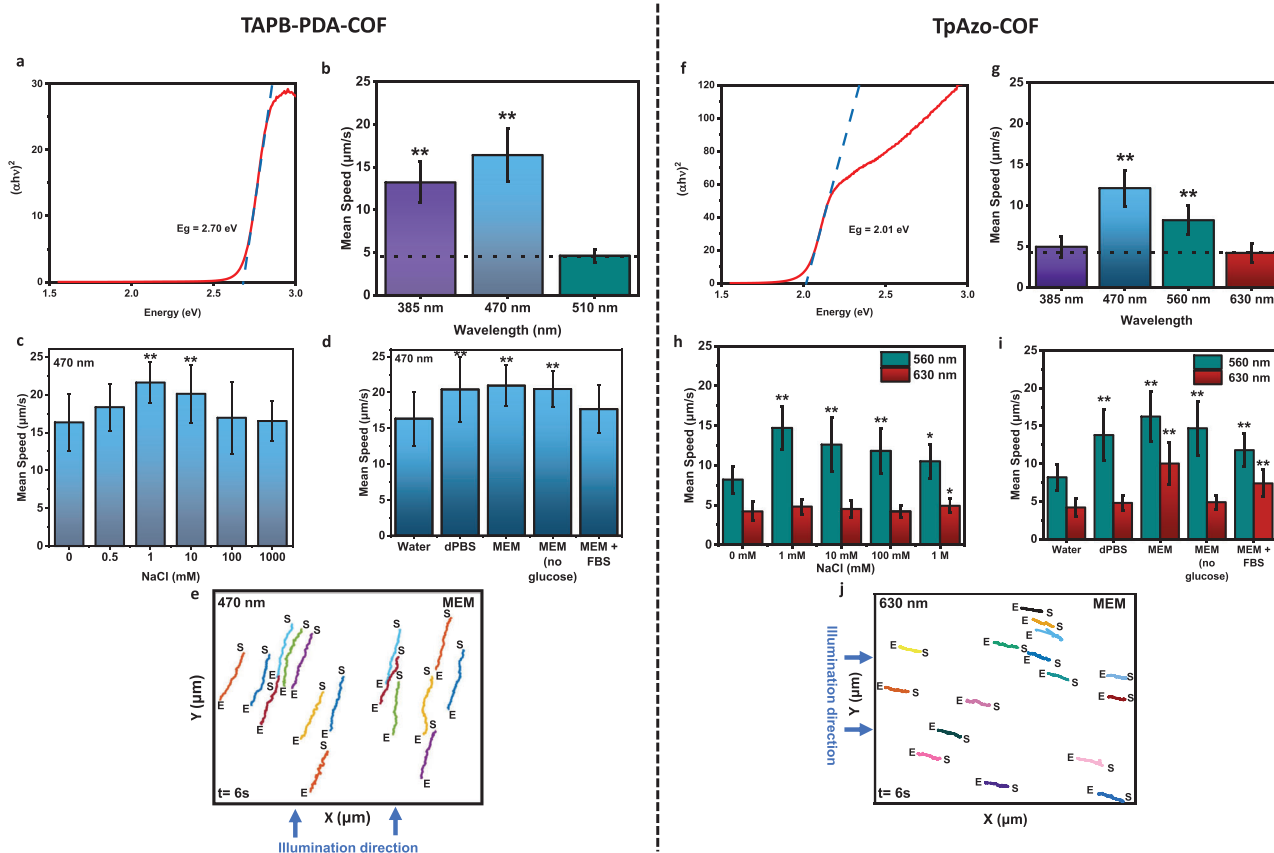 TAPB-PDA-COF
TpAzo-COF
a
30
20
10
0
(αhν)²
Eg = 2.70 eV
1.5 2.0 2.5 3.0
Energy (eV)
b
25
20
15
10
5
0
Mean Speed (µm/s)
** **
385 nm 470 nm 510 nm
Wavelength (nm)
c
470 nm
25
20
15
10
5
0
Mean Speed (µm/s)
** **
0 0.5 1 10 100 1000
NaCl (mM)
d
470 nm
25
20
15
10
5
0
Mean Speed (µm/s)
** ** **
Water dPBS MEM MEM MEM +
(no FBS
glucose)
e
470 nm MEM
S S S S S S S S S S S S S S S S
E E E E E E E E E E E E E E
t= 6s
Y (µm)
X (µm)
Illumination direction
f
120
100
80
60
40
20
0
(αhν)²
Eg = 2.01 eV
1.5 2.0 2.5 3.0
Energy (eV)
g
25
20
15
10
5
0
Mean Speed (µm/s)
** **
385 nm 470 nm 560 nm 630 nm
Wavelength
h
560 nm
630 nm
25
20
15
10
5
0
Mean Speed (µm/s)
** ** ** * *
0 mM 1 mM 10 mM 100 mM 1 M
NaCl (mM)
i
560 nm
630 nm
25
20
15
10
5
0
Mean Speed (µm/s)
** ** ** ** ** **
Water dPBS MEM MEM MEM +
(no FBS
glucose)
j
630 nm MEM
E S
E S
E
E S
E S
E S
E S
E S
E S
E S
E S
E S
E S
E S
E S
t= 6s
Y (µm)
X (µm)
Illumination direction